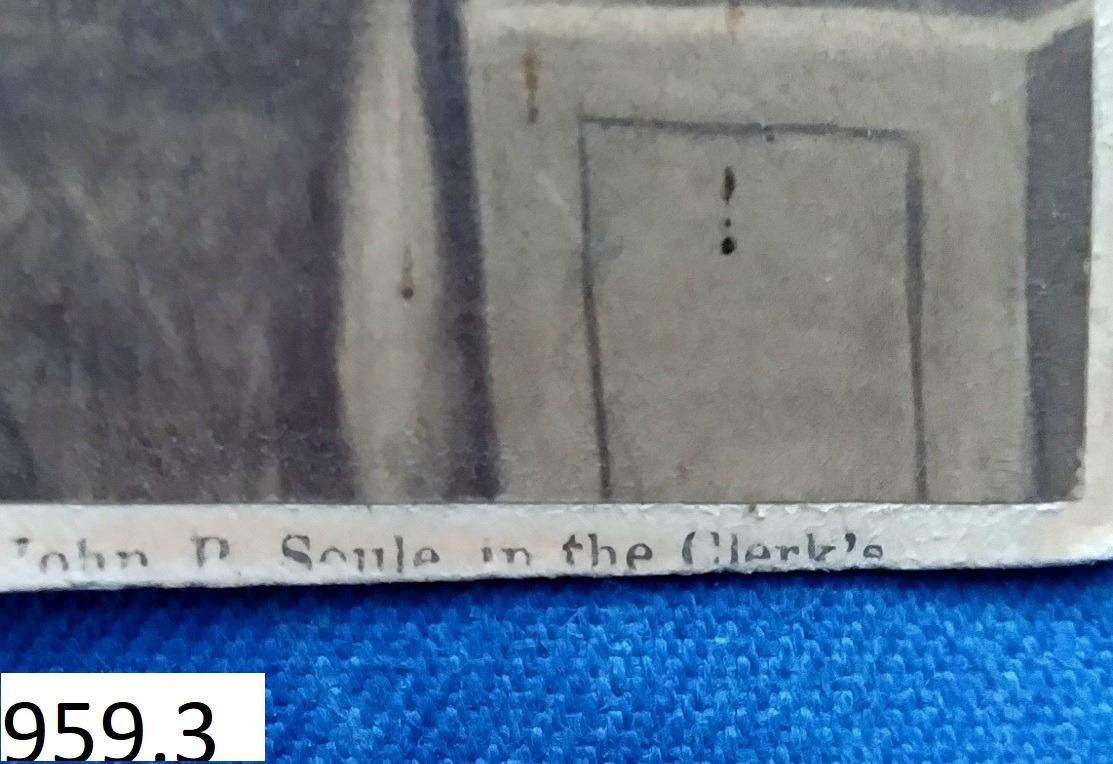 John P. Soule in the Clerk's
959.3